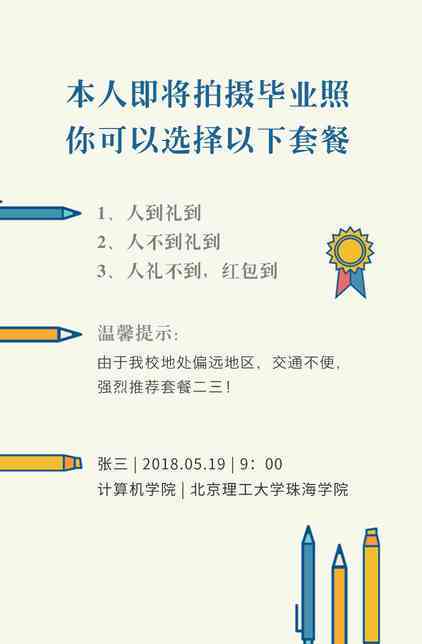 本人即将拍摄毕业照
你可以选择以下套餐
1、人到礼到
2、人不到礼到
3、人礼不到，红包到
温馨提示：
由于我校地处偏远地区，交通不便，
强烈推荐套餐二三！
张三 | 2018.05.19 | 9：00
计算机学院 | 北京理工大学珠海学院